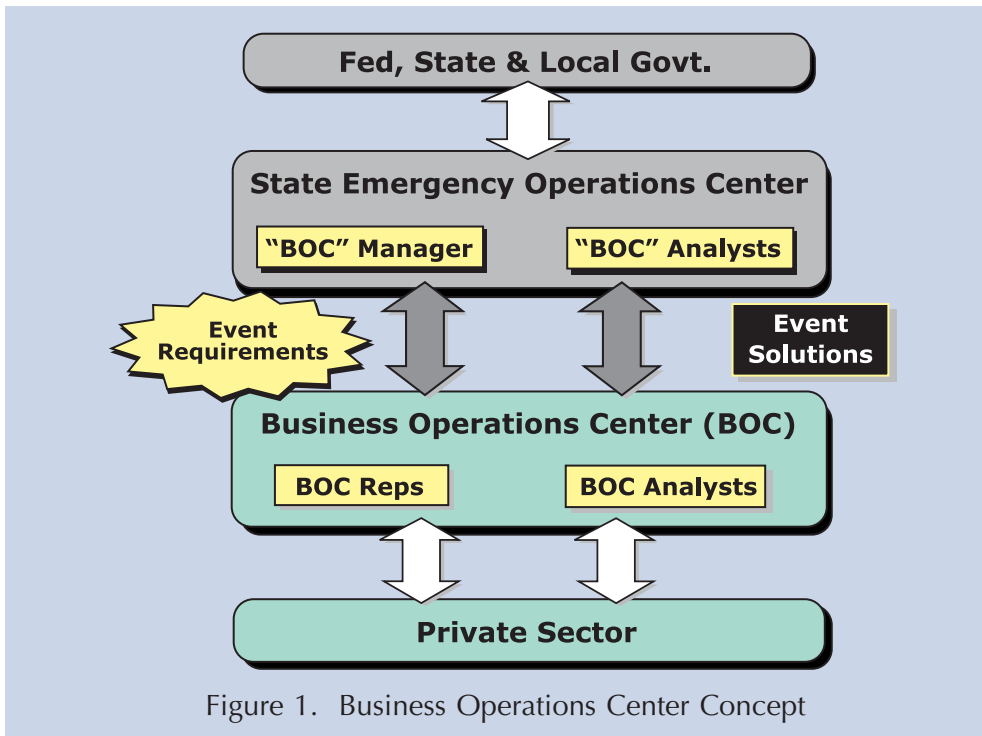 Fed, State & Local Govt.
State Emergency Operations Center
“BOC” Manager
“BOC” Analysts
Event
Requirements
Event
Solutions
Business Operations Center (BOC)
BOC Reps
BOC Analysts
Private Sector
Figure 1. Business Operations Center Concept